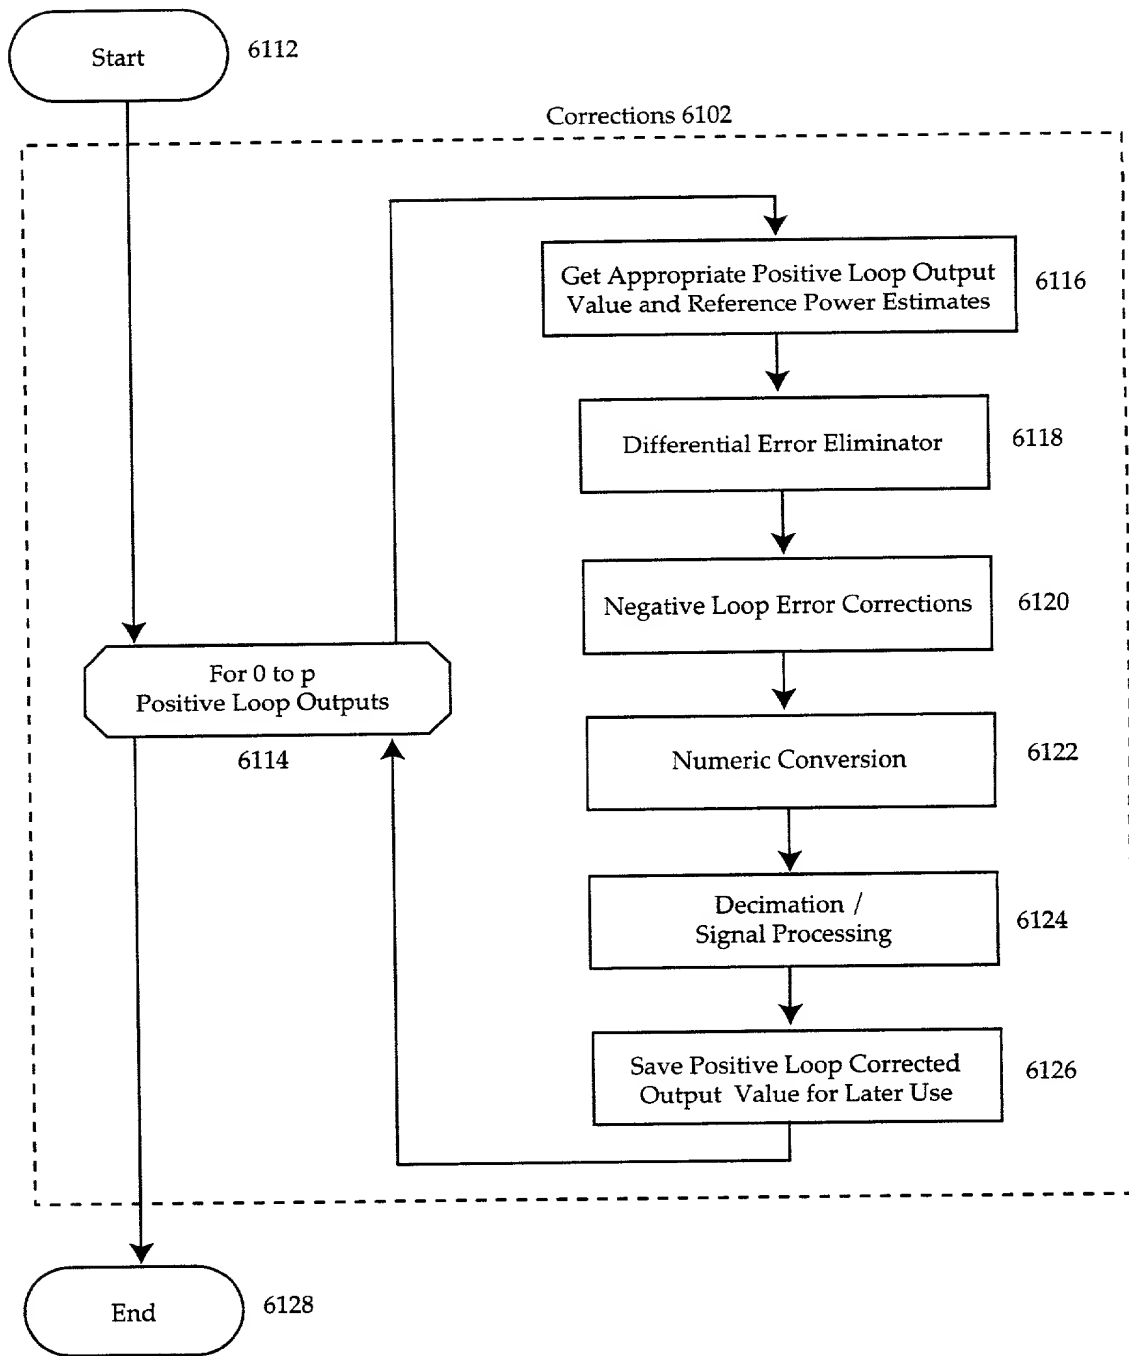 Start
6112
Corrections 6102
Get Appropriate Positive Loop Output
Value and Reference Power Estimates
6116
Differential Error Eliminator
6118
Negative Loop Error Corrections
6120
For 0 to p
Positive Loop Outputs
6114
Numeric Conversion
6122
Decimation /
Signal Processing
6124
Save Positive Loop Corrected
Output Value for Later Use
6126
End
6128